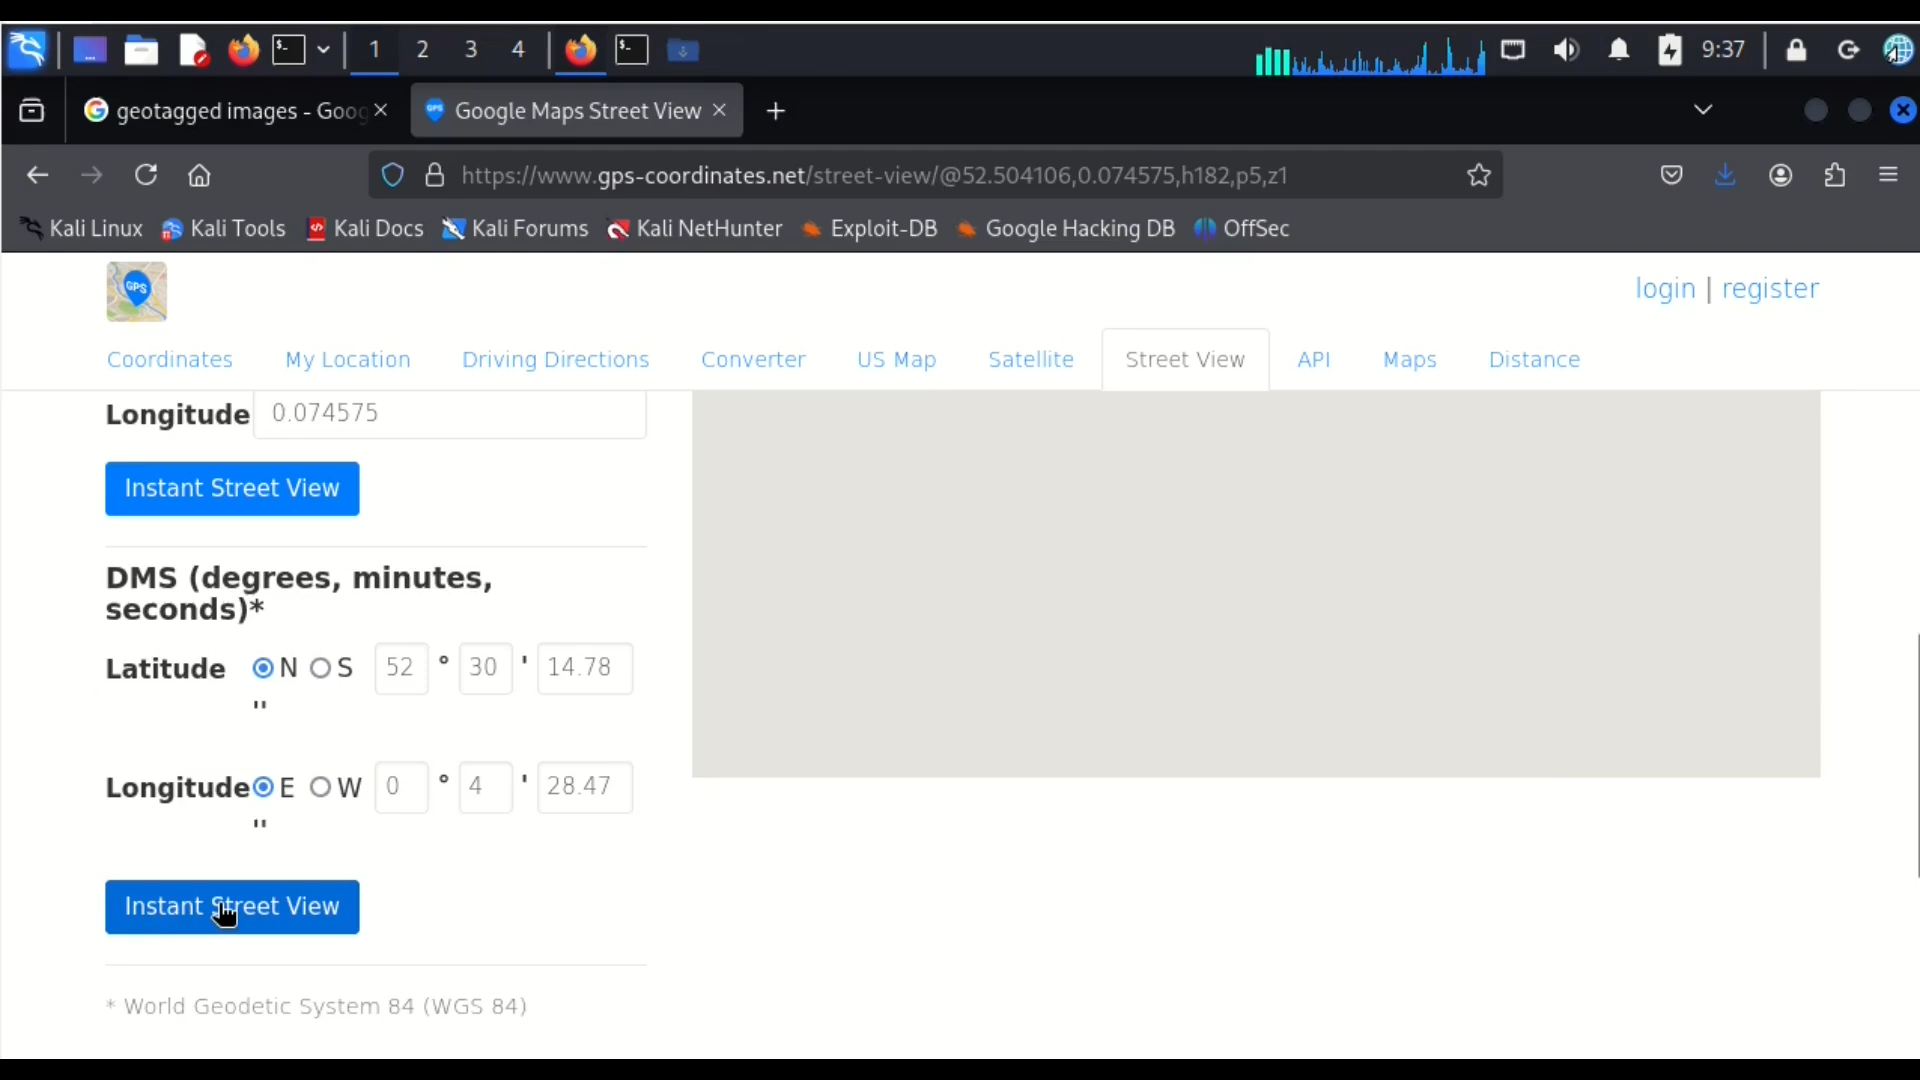 1 2 3 4 9:37
geotagged images - Goog
GPS Google Maps Street View
https://www.gps-coordinates.net/street-view/@52.504106,0.074575,h182,p5,z1
Kali Linux Kali Tools Kali Docs Kali Forums Kali NetHunter Exploit-DB Google Hacking DB OffSec
GPS
login | register
Coordinates My Location Driving Directions Converter US Map Satellite Street View API Maps Distance
Longitude 0.074575
Instant Street View
DMS (degrees, minutes,
seconds)*
Latitude N S 52 ° 30 ' 14.78
"
Longitude E W 0 ° 4 ' 28.47
"
Instant Street View
* World Geodetic System 84 (WGS 84)